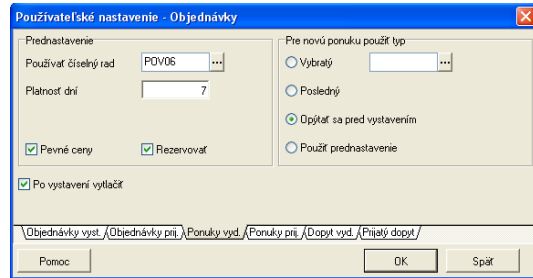 Používateľské nastavenie - Objednávky
Prednastavenie
Používať číselný rad
POV06
...
Platnosť dní
7
Pevné ceny
Rezervovať
Pre novú ponuku použiť typ
Vybratý
...
Posledný
Opýtať sa pred vystavením
Použiť prednastavenie
Po vystavení vytlačiť
Objednávky vyst.
Objednávky prij.
Ponuky vyd.
Ponuky prij.
Dopyt vyd.
Prijatý dopyt
Pomoc
OK
Späť